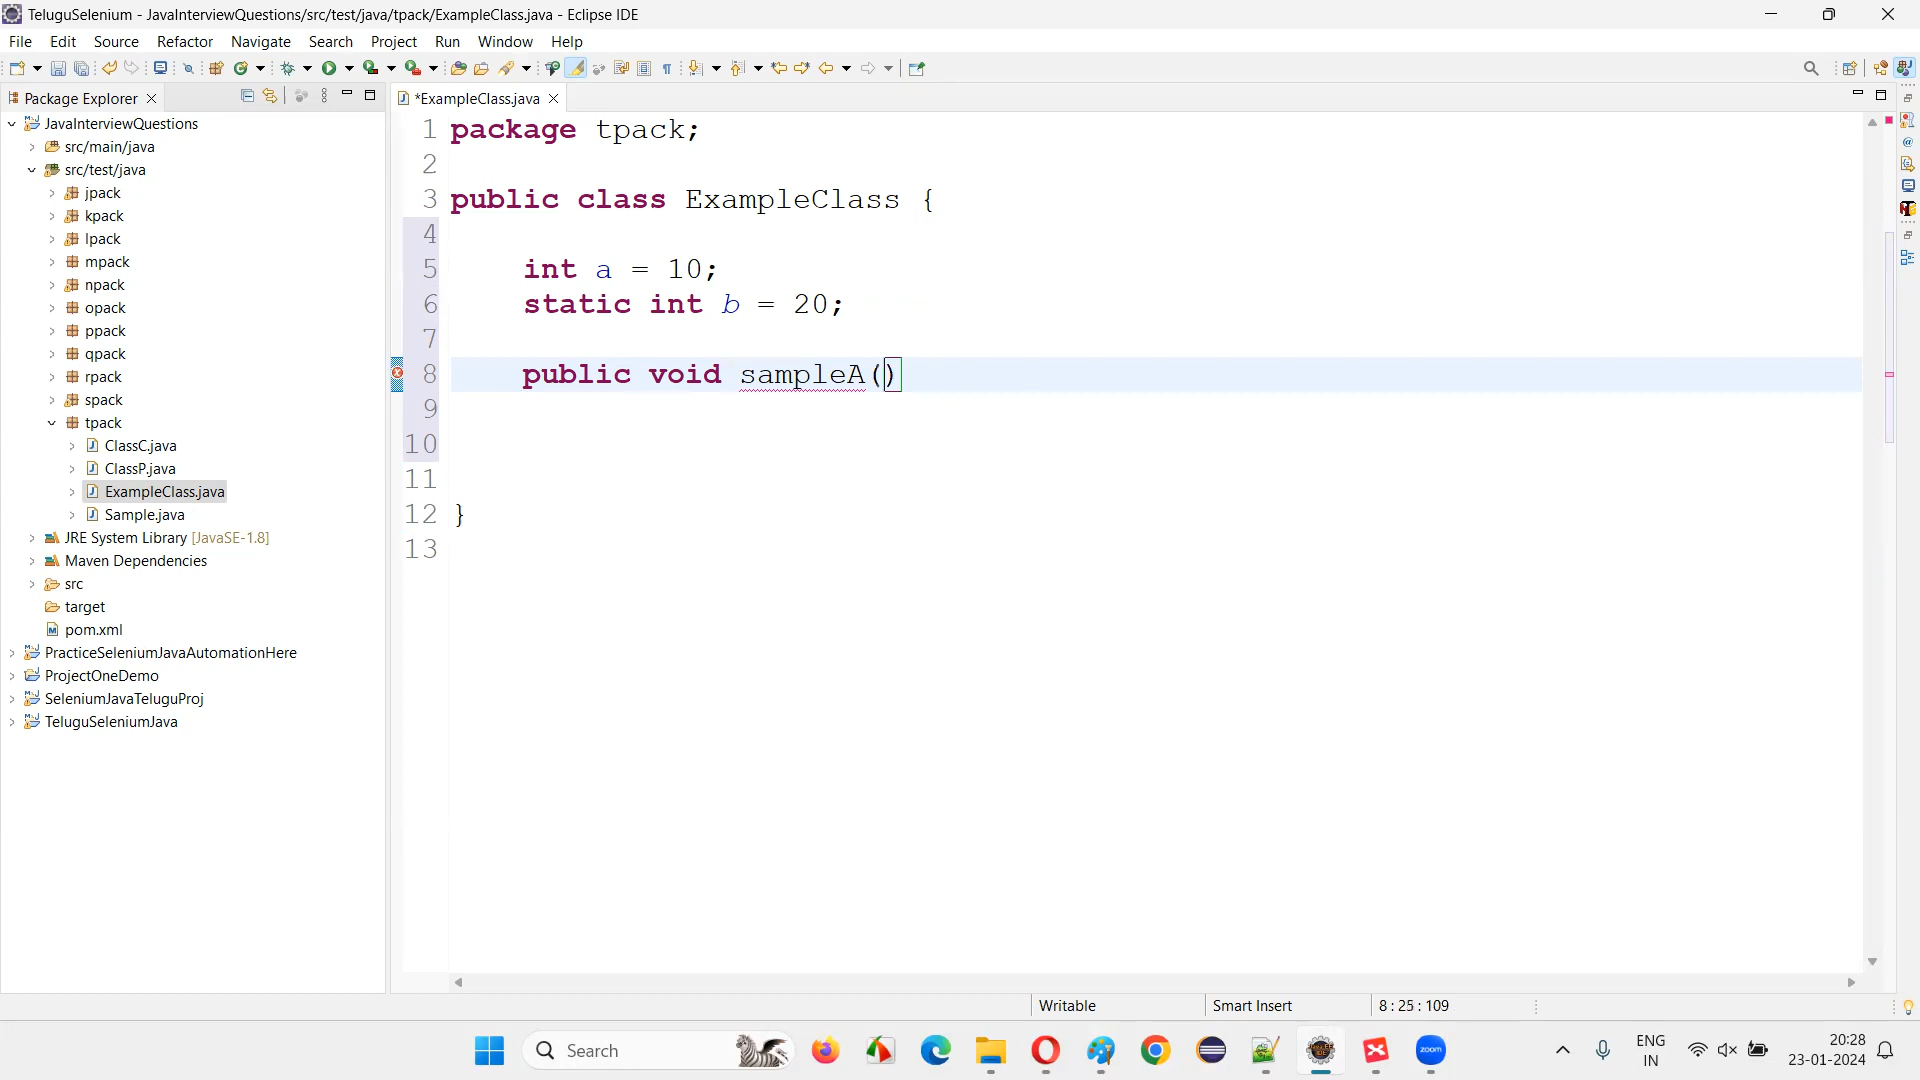 TeluguSelenium - JavaInterviewQuestions/src/test/java/tpack/ExampleClass.java - Eclipse IDE
File Edit Source Refactor Navigate Search Project Run Window Help
Package Explorer
*ExampleClass.java
JavaInterviewQuestions
src/main/java
src/test/java
jpack
kpack
lpack
mpack
npack
opack
ppack
qpack
rpack
spack
tpack
ClassC.java
ClassP.java
ExampleClass.java
Sample.java
JRE System Library [JavaSE-1.8]
Maven Dependencies
src
target
pom.xml
PracticeSeleniumJavaAutomationHere
ProjectOneDemo
SeleniumJavaTeluguProj
TeluguSeleniumJava
1 package tpack;
2
3 public class ExampleClass {
4
5 int a = 10;
6 static int b = 20;
7
8 public void sampleA()
9
10
11
12 }
13
Writable Smart Insert 8 : 25 : 109
Search
zoom
ENG
IN
20:28
23-01-2024